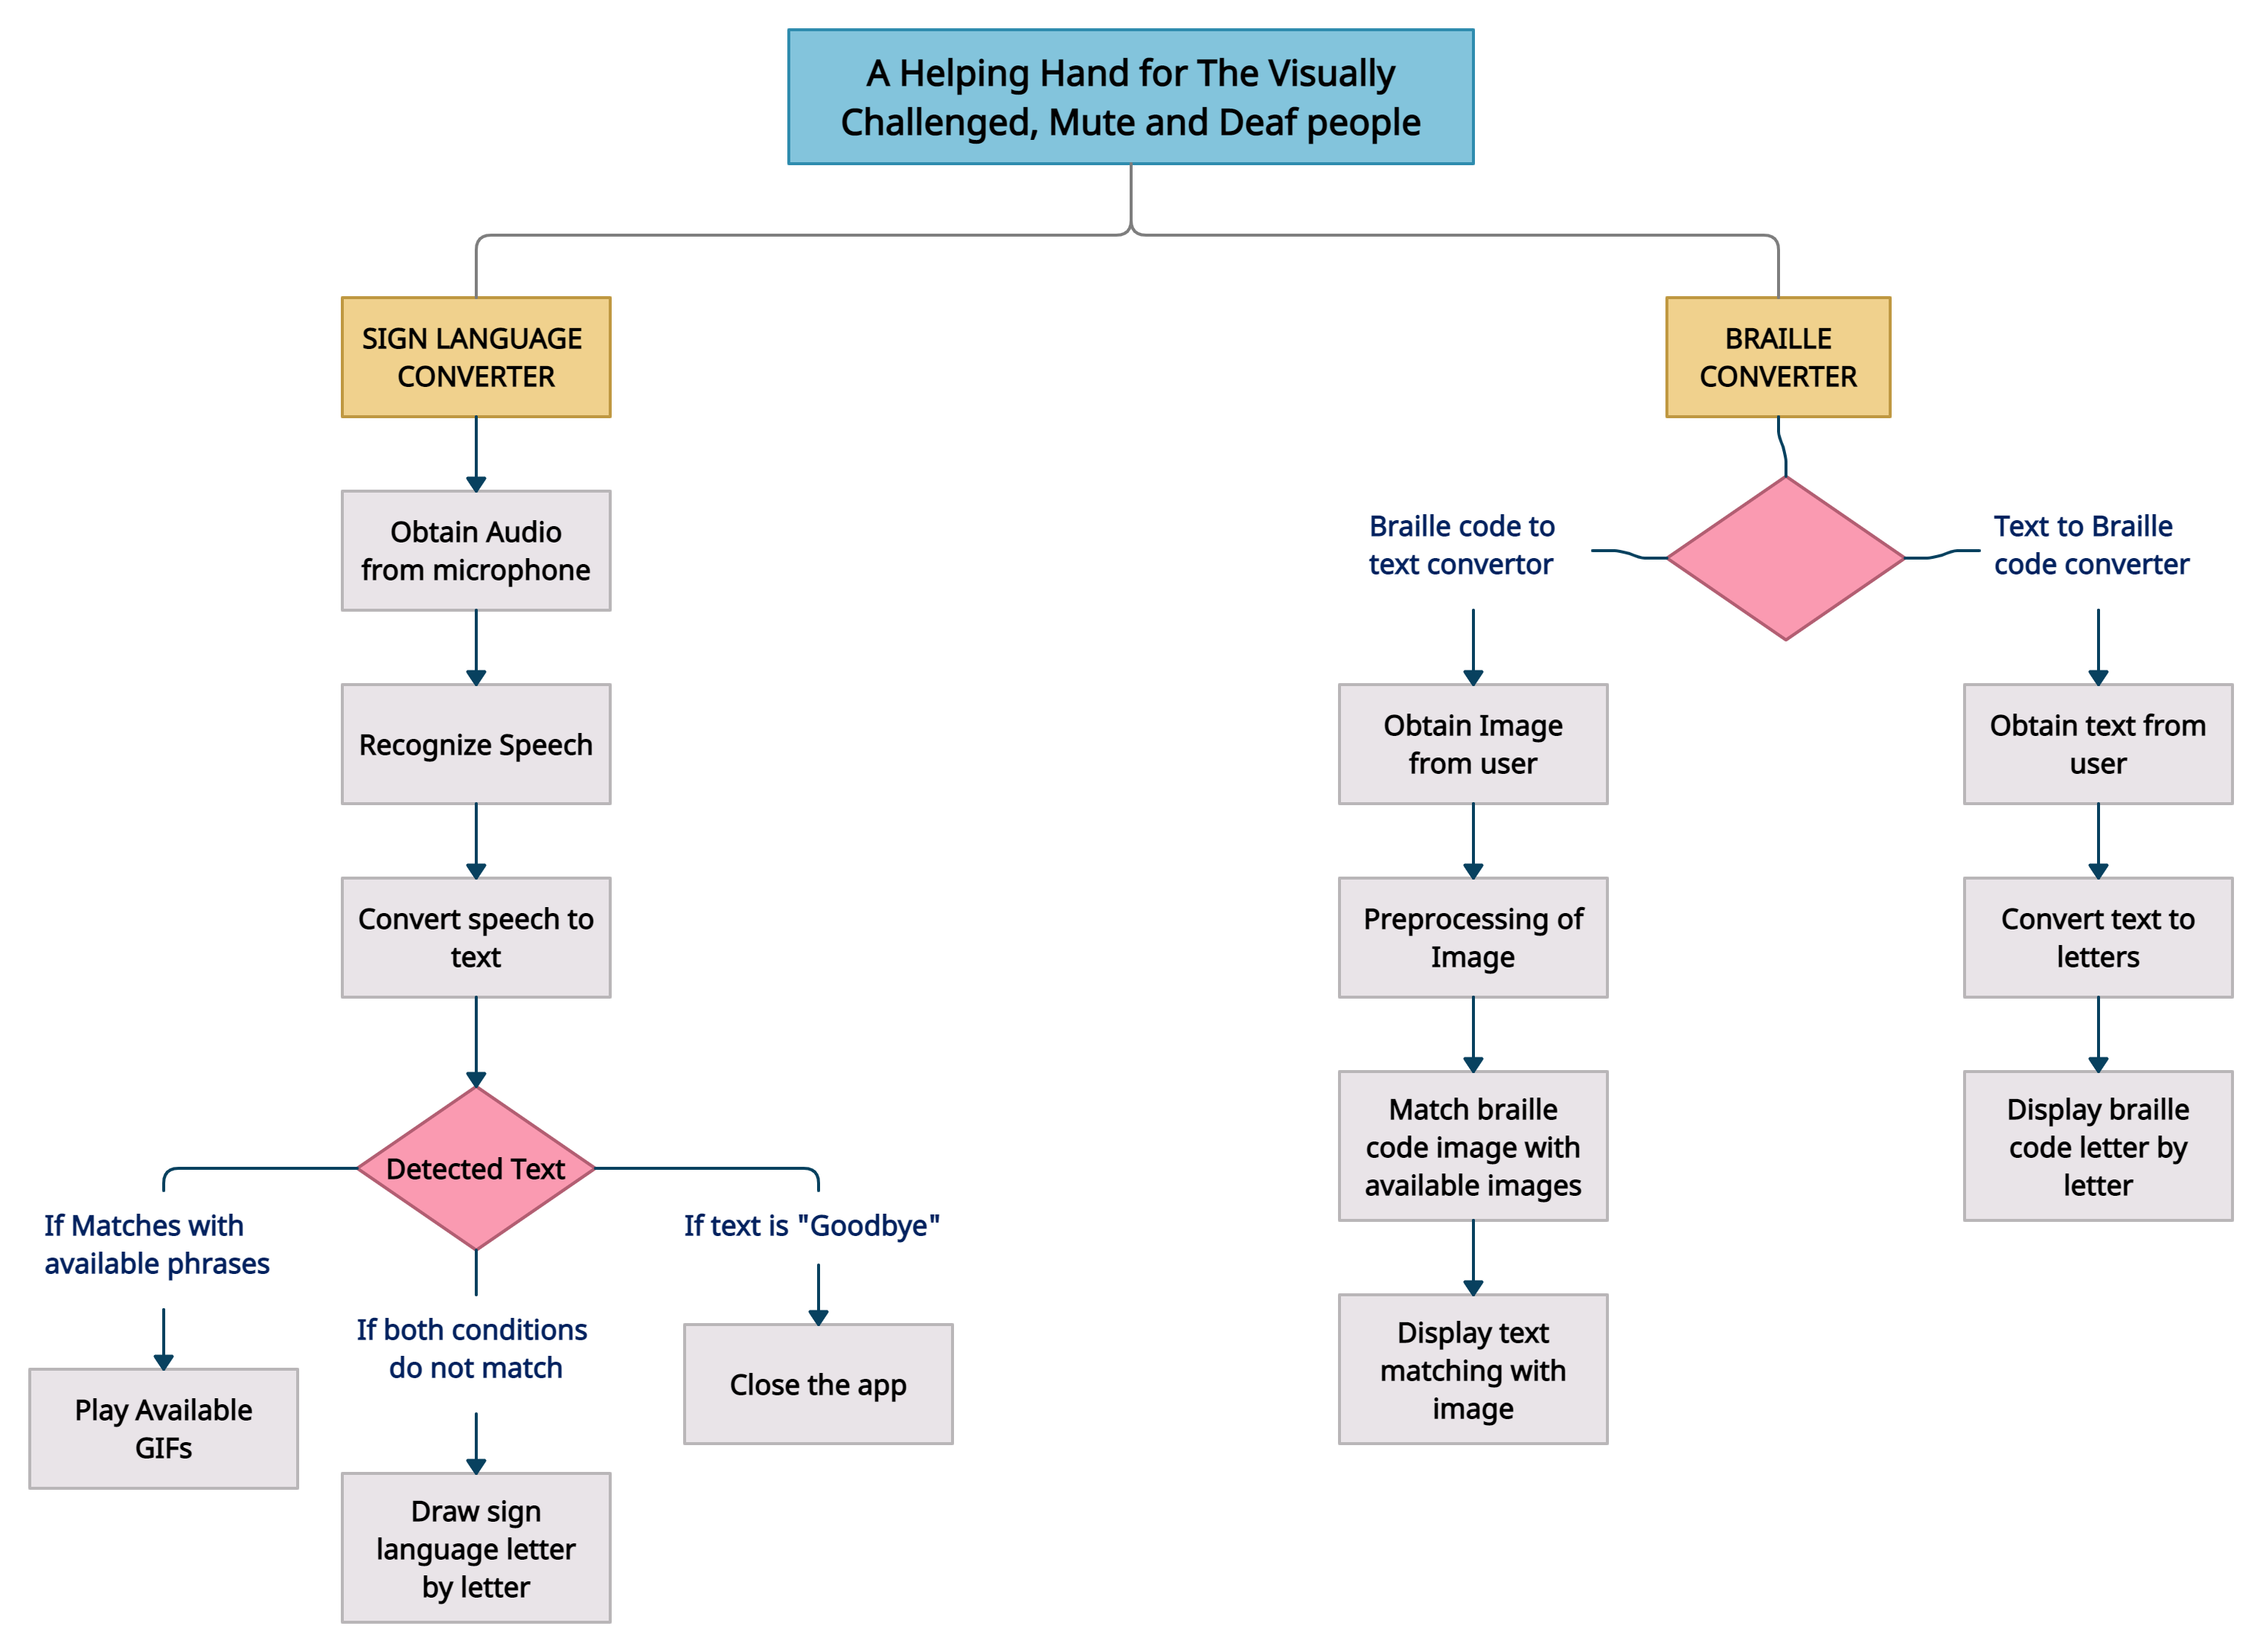 A Helping Hand for The Visually
Challenged, Mute and Deaf people
SIGN LANGUAGE
CONVERTER
Obtain Audio
from microphone
Recognize Speech
Convert speech to
text
Detected Text
If Matches with
available phrases
Play Available
GIFs
If both conditions
do not match
Draw sign
language letter
by letter
If text is "Goodbye"
Close the app
BRAILLE
CONVERTER
Braille code to
text convertor
Obtain Image
from user
Preprocessing of
Image
Match braille
code image with
available images
Display text
matching with
image
Text to Braille
code converter
Obtain text from
user
Convert text to
letters
Display braille
code letter by
letter